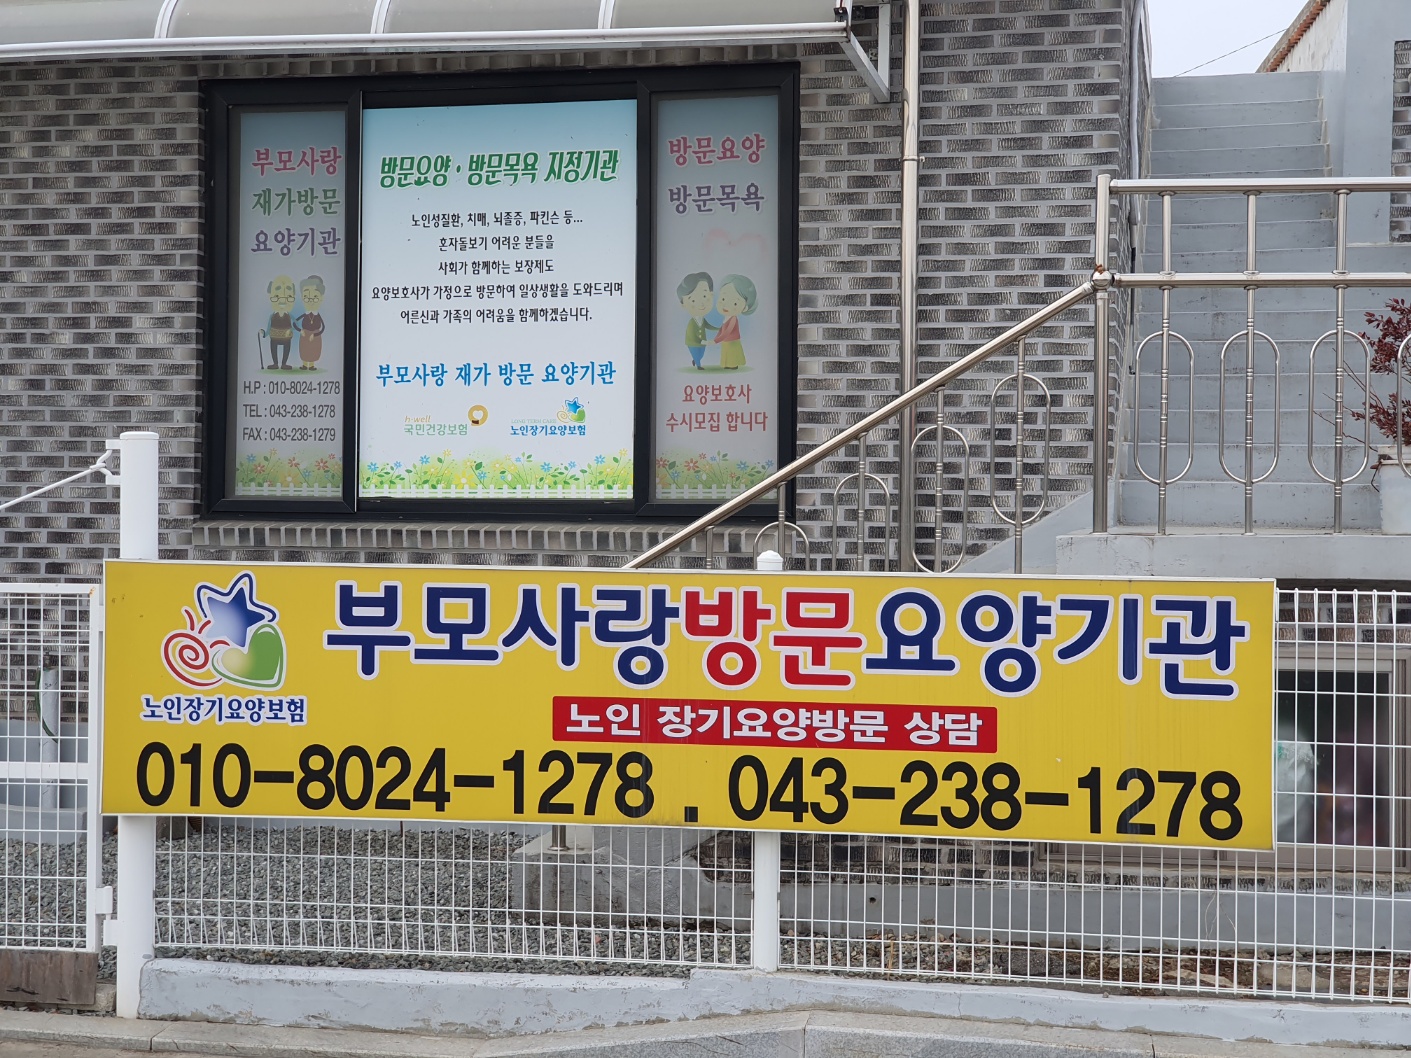 부모사랑
재가방문
요양기관
H.P : 010-8024-1278
TEL : 043-238-1278
FAX : 043-238-1279
방문요양·방문목욕 지정기관
노인성질환, 치매, 뇌졸증, 파킨슨 등...
혼자돌보기 어려운 분들을
사회가 함께하는 보장제도
요양보호사가 가정으로 방문하여 일상생활을 도와드리며
어르신과 가족의 어려움을 함께하겠습니다.
부모사랑 재가 방문 요양기관
h-well
국민건강보험
노인장기요양보험
방문요양
방문목욕
요양보호사
수시모집 합니다
부모사랑방문요양기관
노인장기요양보험
노인 장기요양방문 상담
010-8024-1278 . 043-238-1278